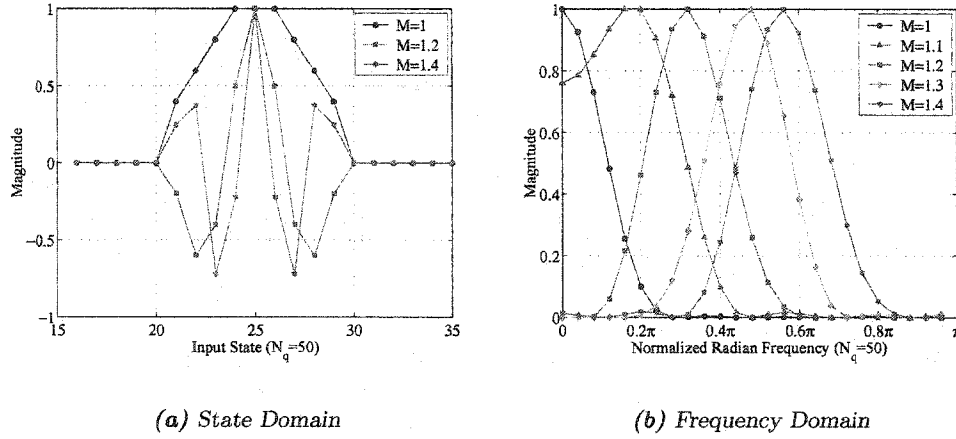 1
0.5
0
−0.5
−1
15
20
25
30
35
Magnitude
Input State (N_q=50)
M=1
M=1.2
M=1.4
(a) State Domain
1
0.8
0.6
0.4
0.2
0
0
0.2π
0.4π
0.6π
0.8π
π
Magnitude
Normalized Radian Frequency (N_q=50)
M=1
M=1.1
M=1.2
M=1.3
M=1.4
(b) Frequency Domain